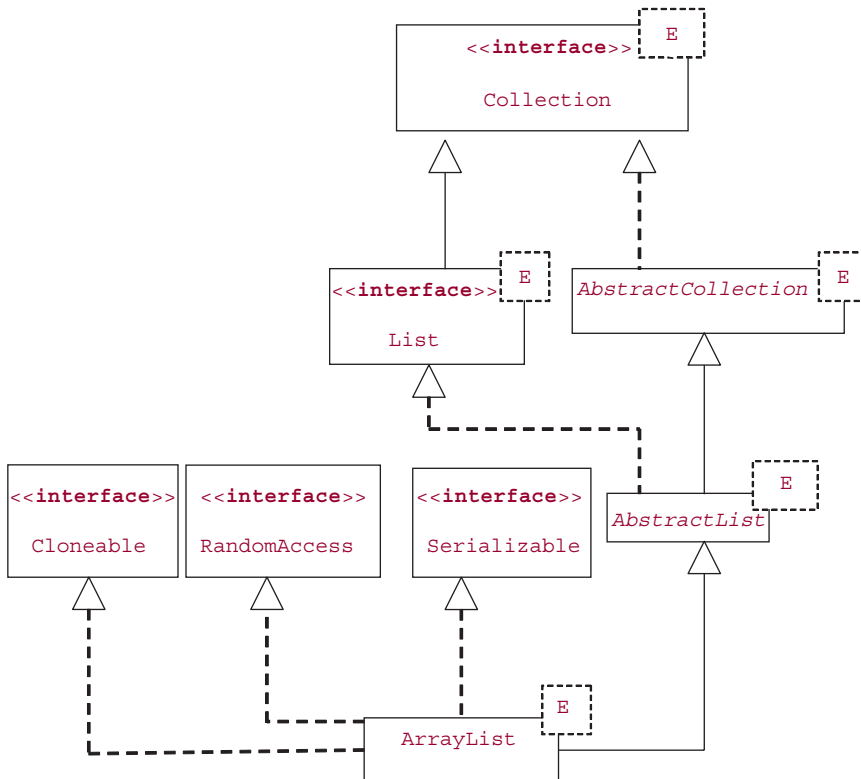 E
<<interface>>
Collection
E
E
<<interface>>
AbstractCollection
List
E
<<interface>>
<<interface>>
<<interface>>
AbstractList
Cloneable
RandomAccess
Serializable
E
ArrayList